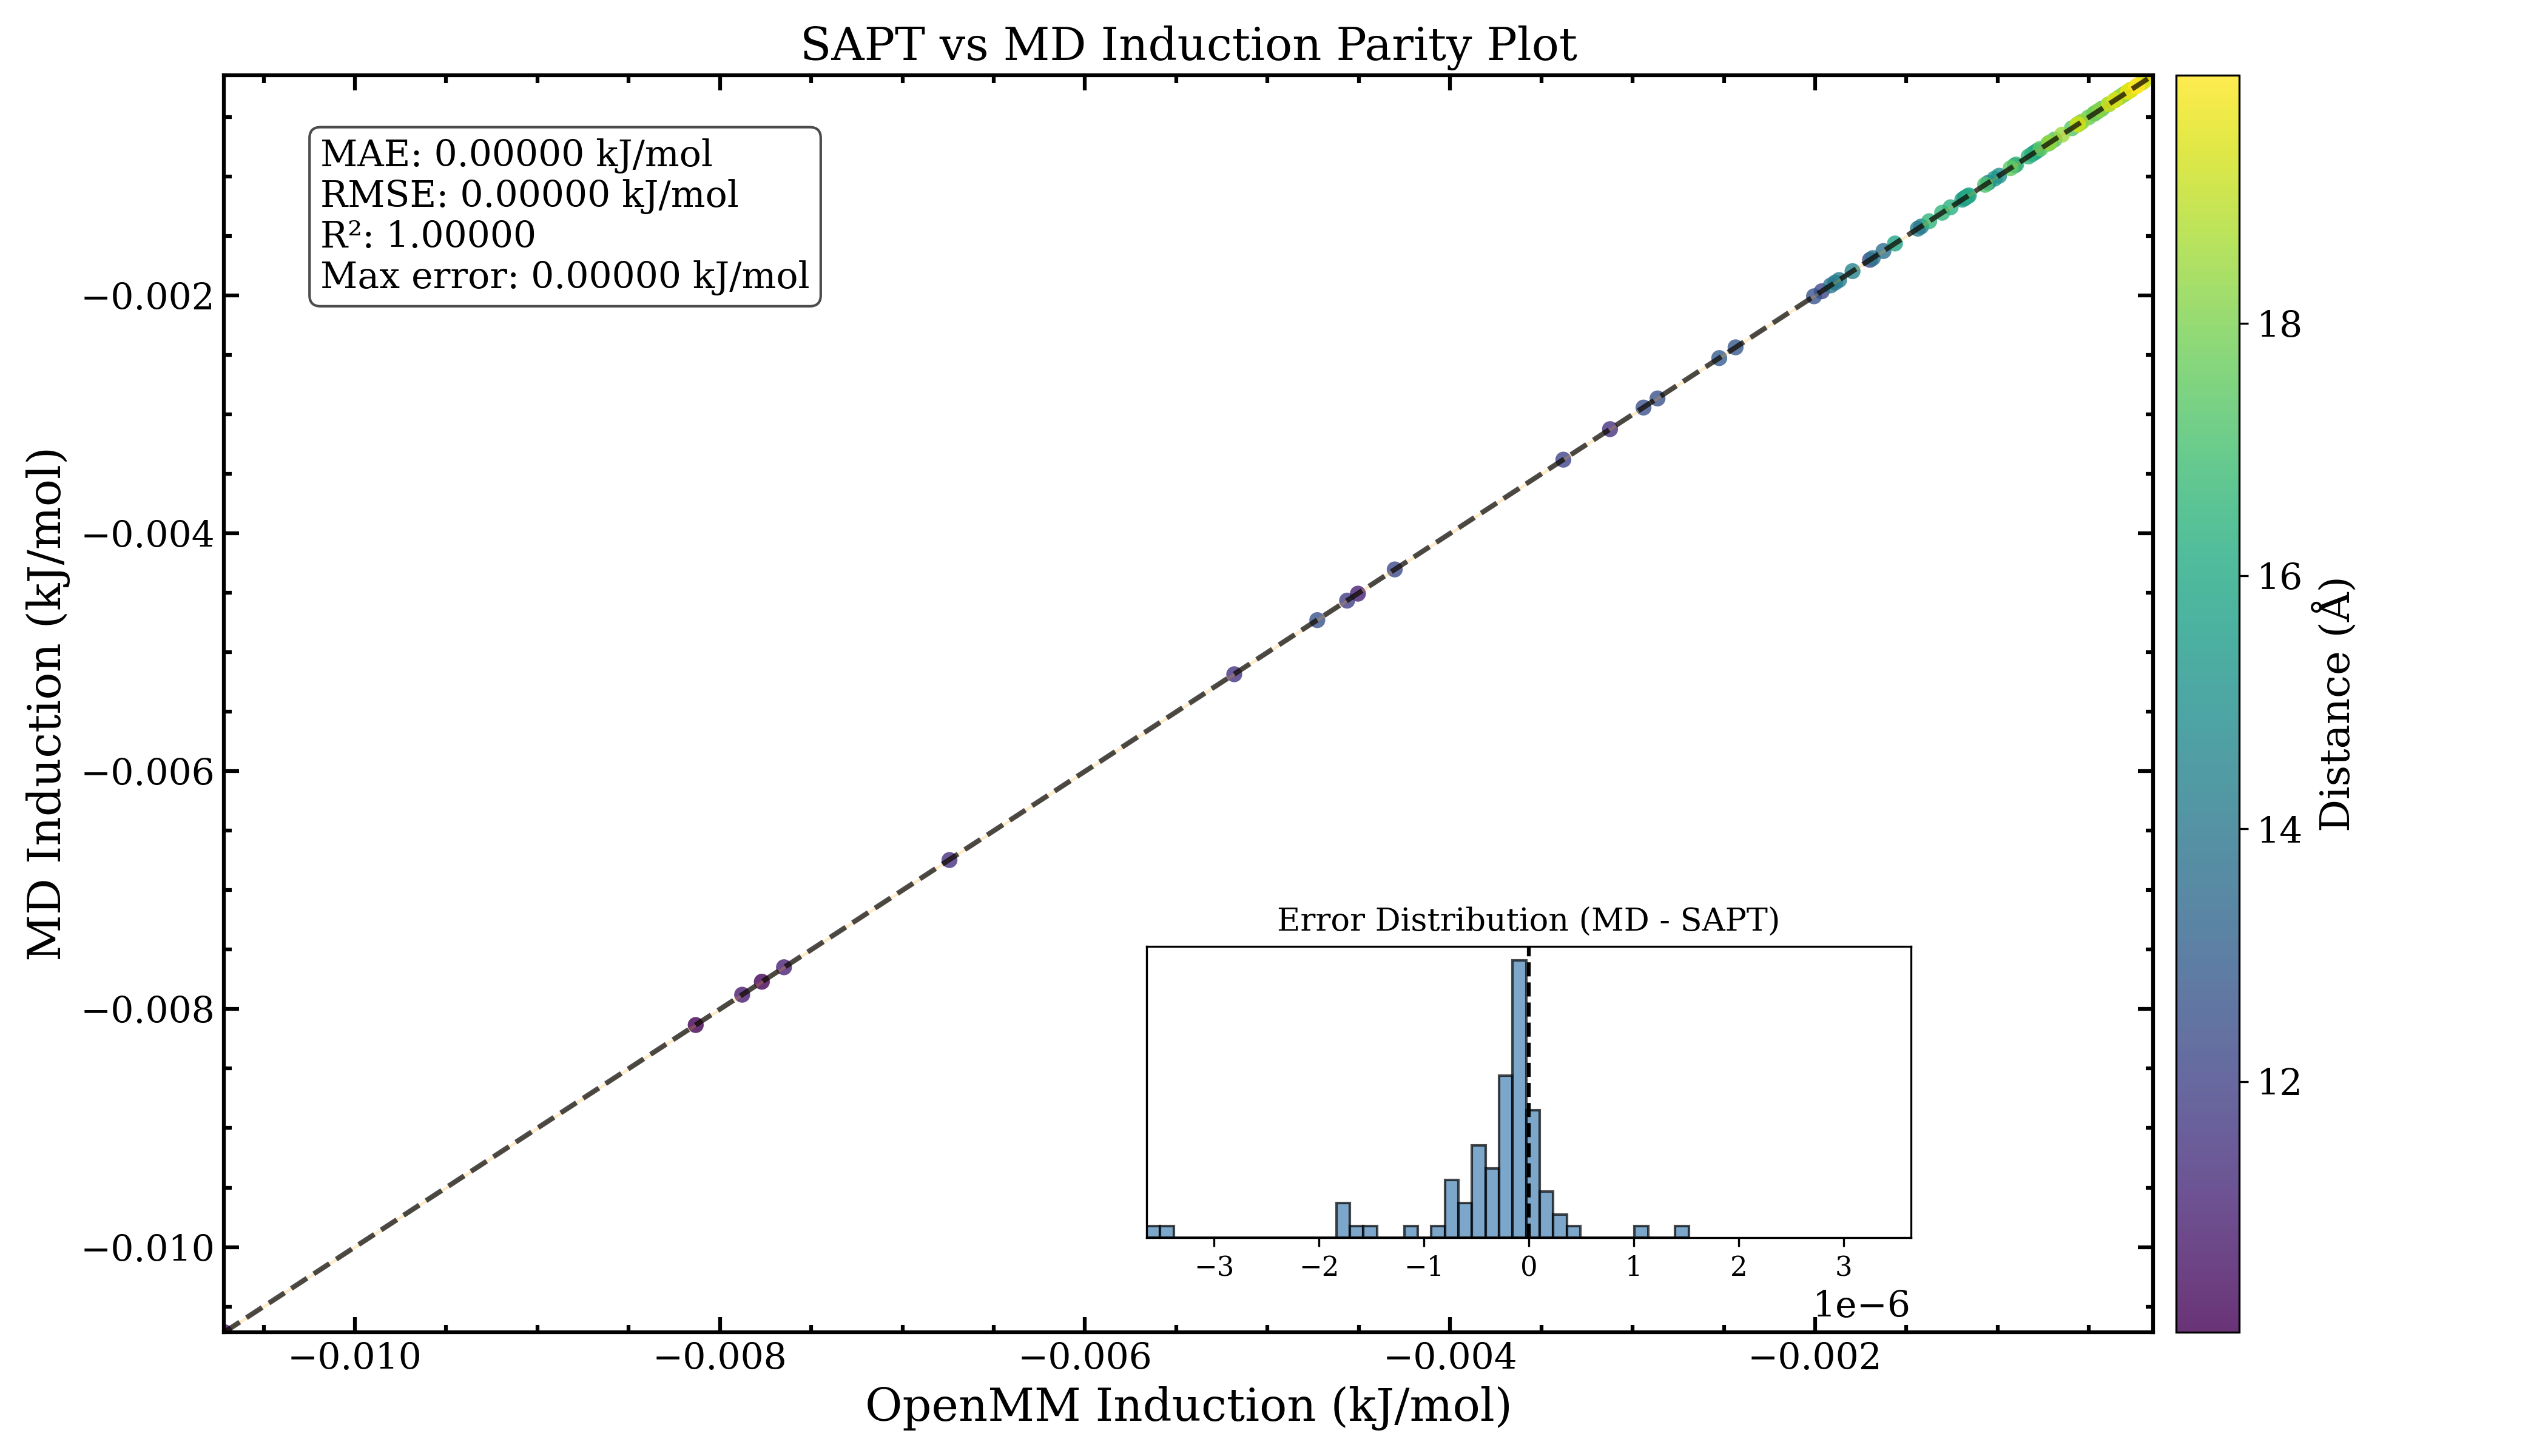 SAPT vs MD Induction Parity Plot
MAE: 0.00000 kJ/mol
RMSE: 0.00000 kJ/mol
R²: 1.00000
Max error: 0.00000 kJ/mol
MD Induction (kJ/mol)
−0.002
−0.004
−0.006
−0.008
−0.010
Error Distribution (MD - SAPT)
−3 −2 −1 0 1 2 3
1e−6
−0.010 −0.008 −0.006 −0.004 −0.002
OpenMM Induction (kJ/mol)
18
16
14
12
Distance (Å)